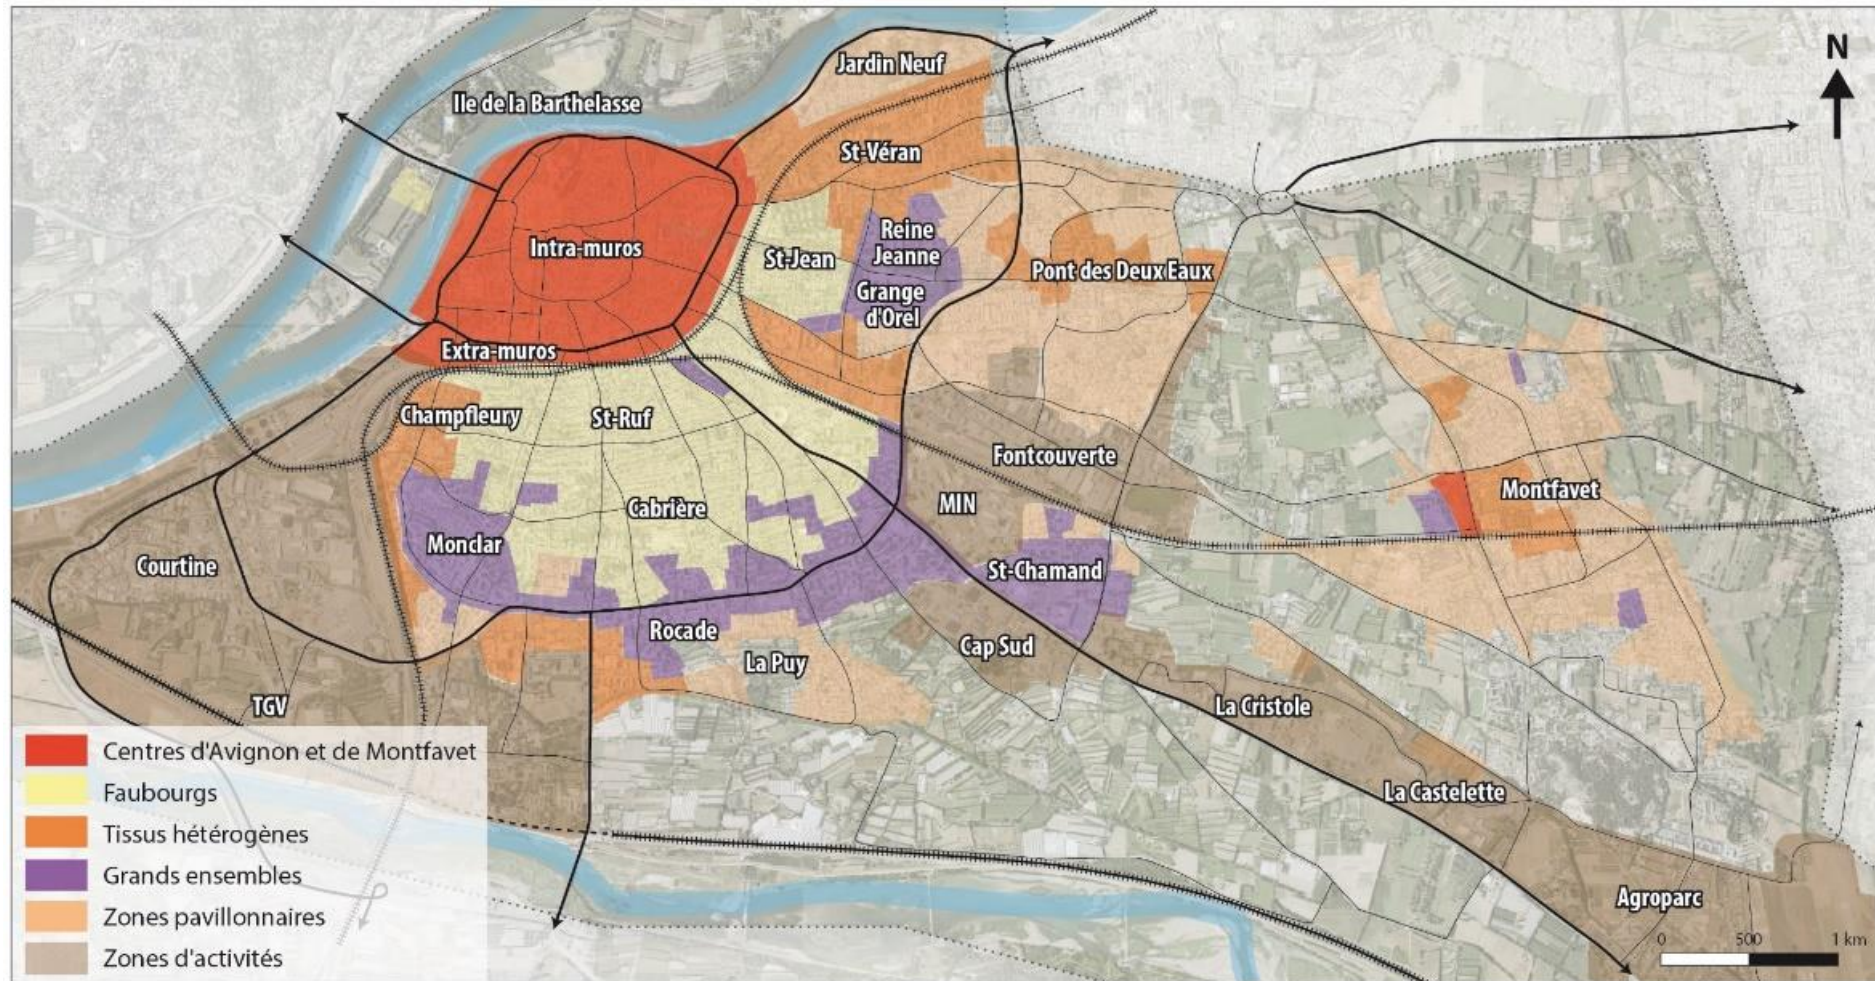 N
Jardin Neuf
Ile de la Barthelasse
St-Véran
Intra-muros
St-Jean
Reine
Jeanne
Grange
d'Orel
Pont des Deux Eaux
Extra-muros
Champfleury
St-Ruf
Fontcouverte
Montfavet
Cabrière
MIN
Monclar
Courtine
St-Chamand
Rocade
Cap Sud
La Puy
TGV
La Cristole
La Castelette
Agroparc
Centres d'Avignon et de Montfavet
Faubourgs
Tissus hétérogènes
Grands ensembles
Zones pavillonnaires
Zones d'activités
0 500 1 km